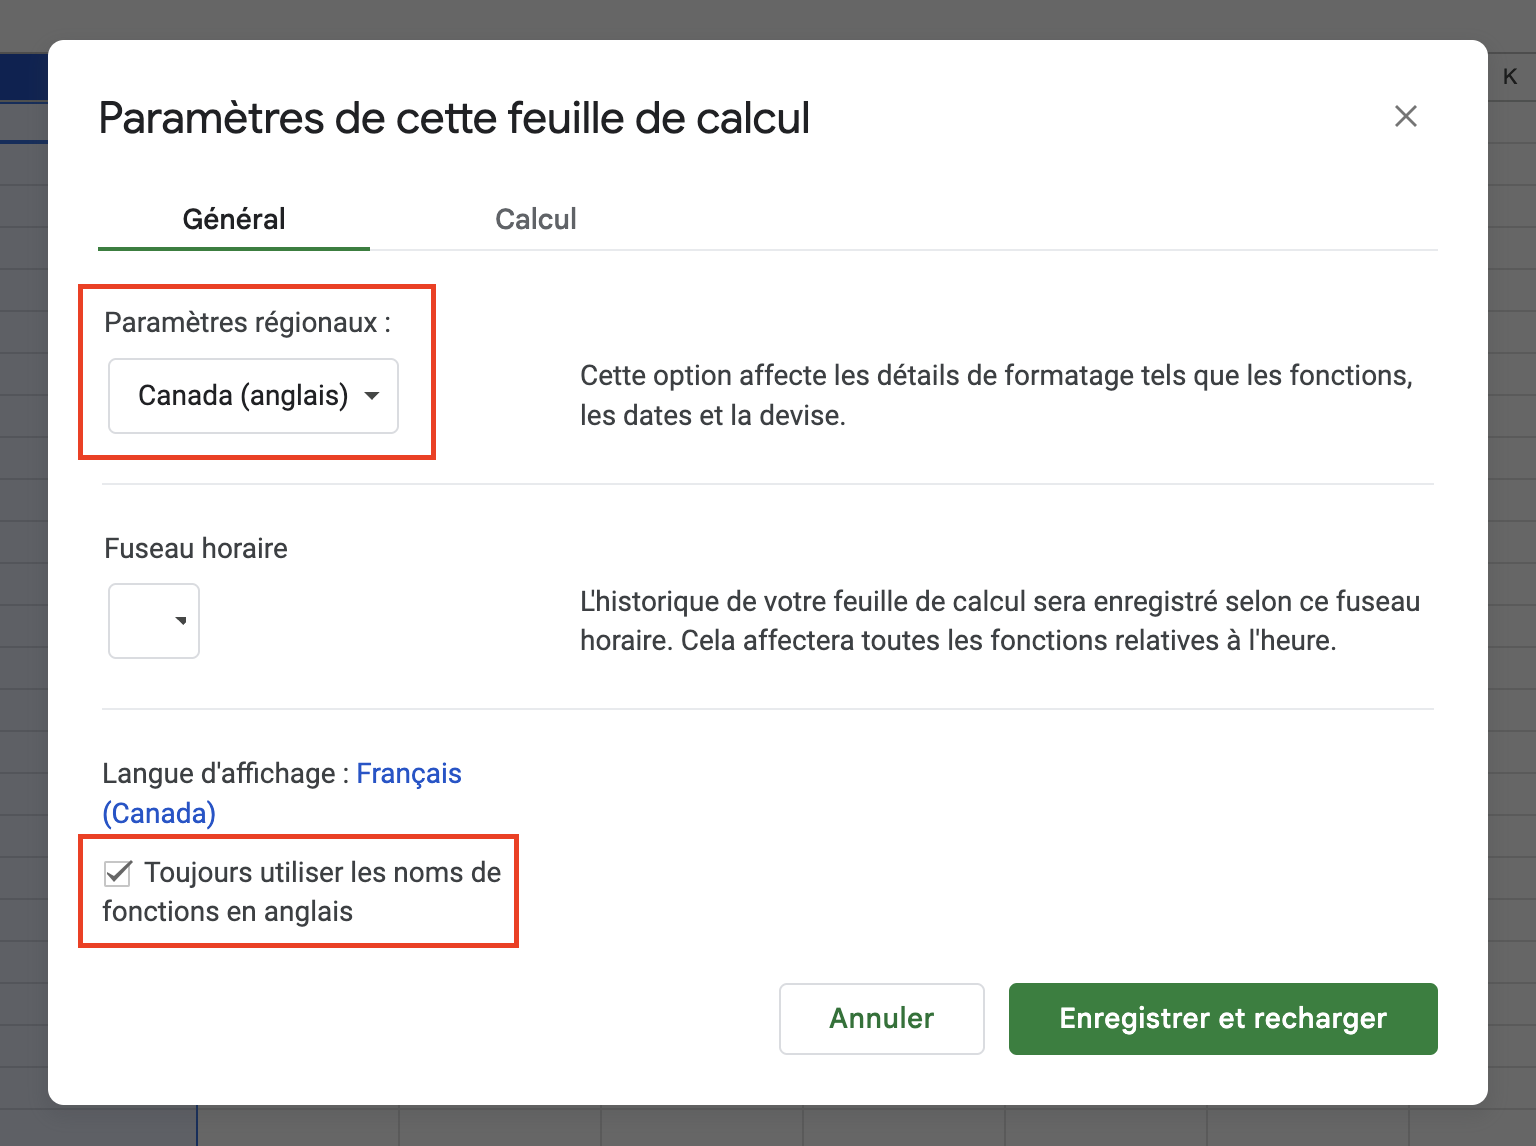 K
Paramètres de cette feuille de calcul
Général
Calcul
Paramètres régionaux :
Canada (anglais)
Cette option affecte les détails de formatage tels que les fonctions,
les dates et la devise.
Fuseau horaire
L'historique de votre feuille de calcul sera enregistré selon ce fuseau
horaire. Cela affectera toutes les fonctions relatives à l'heure.
Langue d'affichage : Français
(Canada)
Toujours utiliser les noms de
fonctions en anglais
Annuler
Enregistrer et recharger